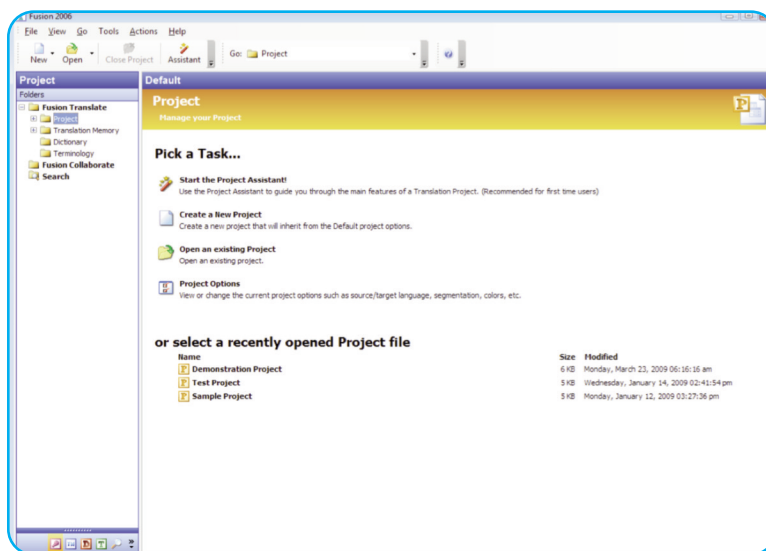 Fusion 2006
File View Go Tools Actions Help
New Open Close Project Assistant Go: Project
Project
Default
Folders
Fusion Translate
Project
Translation Memory
Dictionary
Terminology
Fusion Collaborate
Search
Project
Manage your Project
Pick a Task...
Start the Project Assistant!
Use the Project Assistant to guide you through the main features of a Translation Project. (Recommended for first time users)
Create a New Project
Create a new project that will inherit from the Default project options.
Open an existing Project
Open an existing project.
Project Options
View or change the current project options such as source/target language, segmentation, colors, etc.
or select a recently opened Project file
Name Size Modified
Demonstration Project 6 KB Monday, March 23, 2009 06:16:16 am
Test Project 5 KB Wednesday, January 14, 2009 02:41:54 pm
Sample Project 5 KB Monday, January 12, 2009 03:27:36 pm